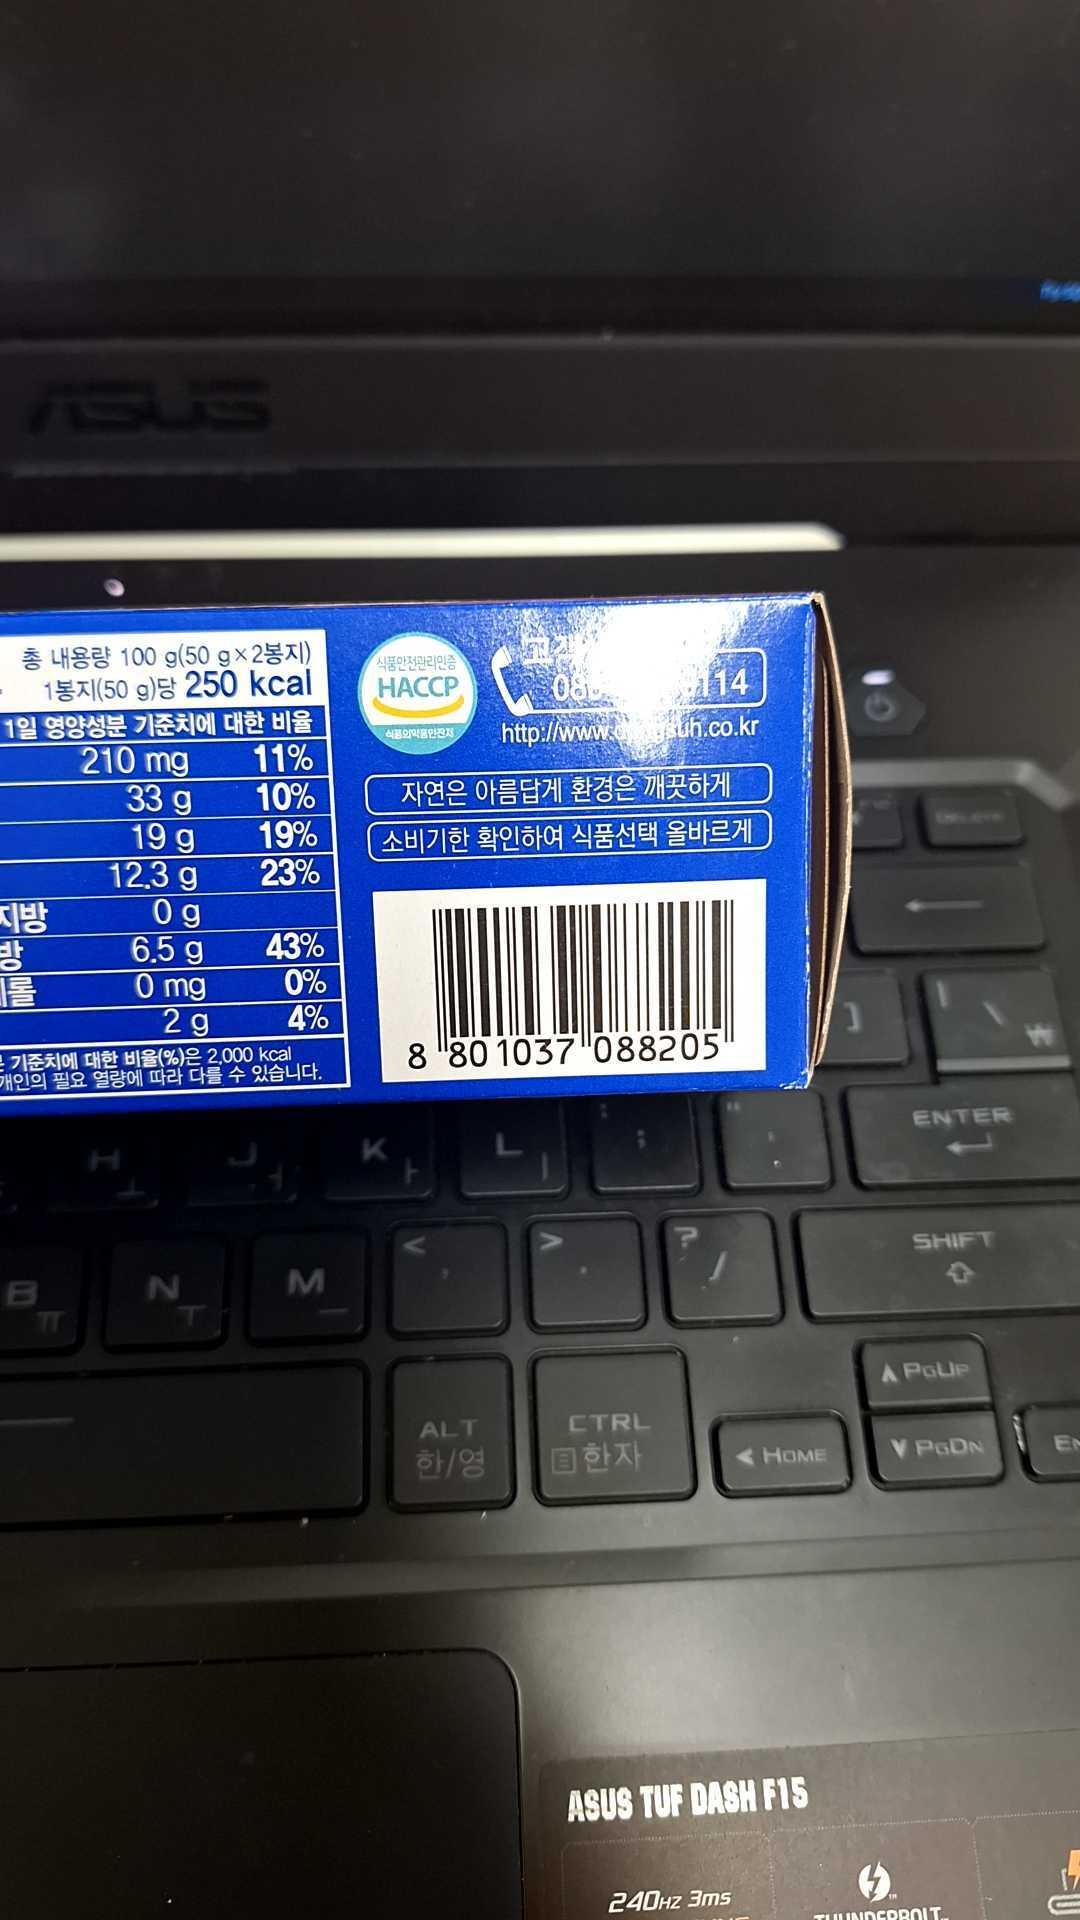 ASUS
총 내용량 100 g(50 g×2봉지)
1봉지(50 g)당 250 kcal
1일 영양성분 기준치에 대한 비율
210 mg 11%
33 g 10%
19 g 19%
12.3 g 23%
지방 0 g
방 6.5 g 43%
롤 0 mg 0%
2 g 4%
기준치에 대한 비율(%)은 2,000 kcal
개인의 필요 열량에 따라 다를 수 있습니다.
식품안전관리인증
HACCP
식품의약품안전처
114
자연은 아름답게 환경은 깨끗하게
소비기한 확인하여 식품선택 올바르게
8 801037 088205
DELETE
←
]
\ ₩
H ㅗ
J ㅓ
K ㅏ
L ㅣ
: ;
" '
ENTER
B ㅠ
N ㅜ
M ㅡ
< ,
> .
? /
SHIFT
ALT
한/영
CTRL
한자
HOME
PGUP
PGDN
ASUS TUF DASH F15
240HZ 3ms
THUNDERBOLT